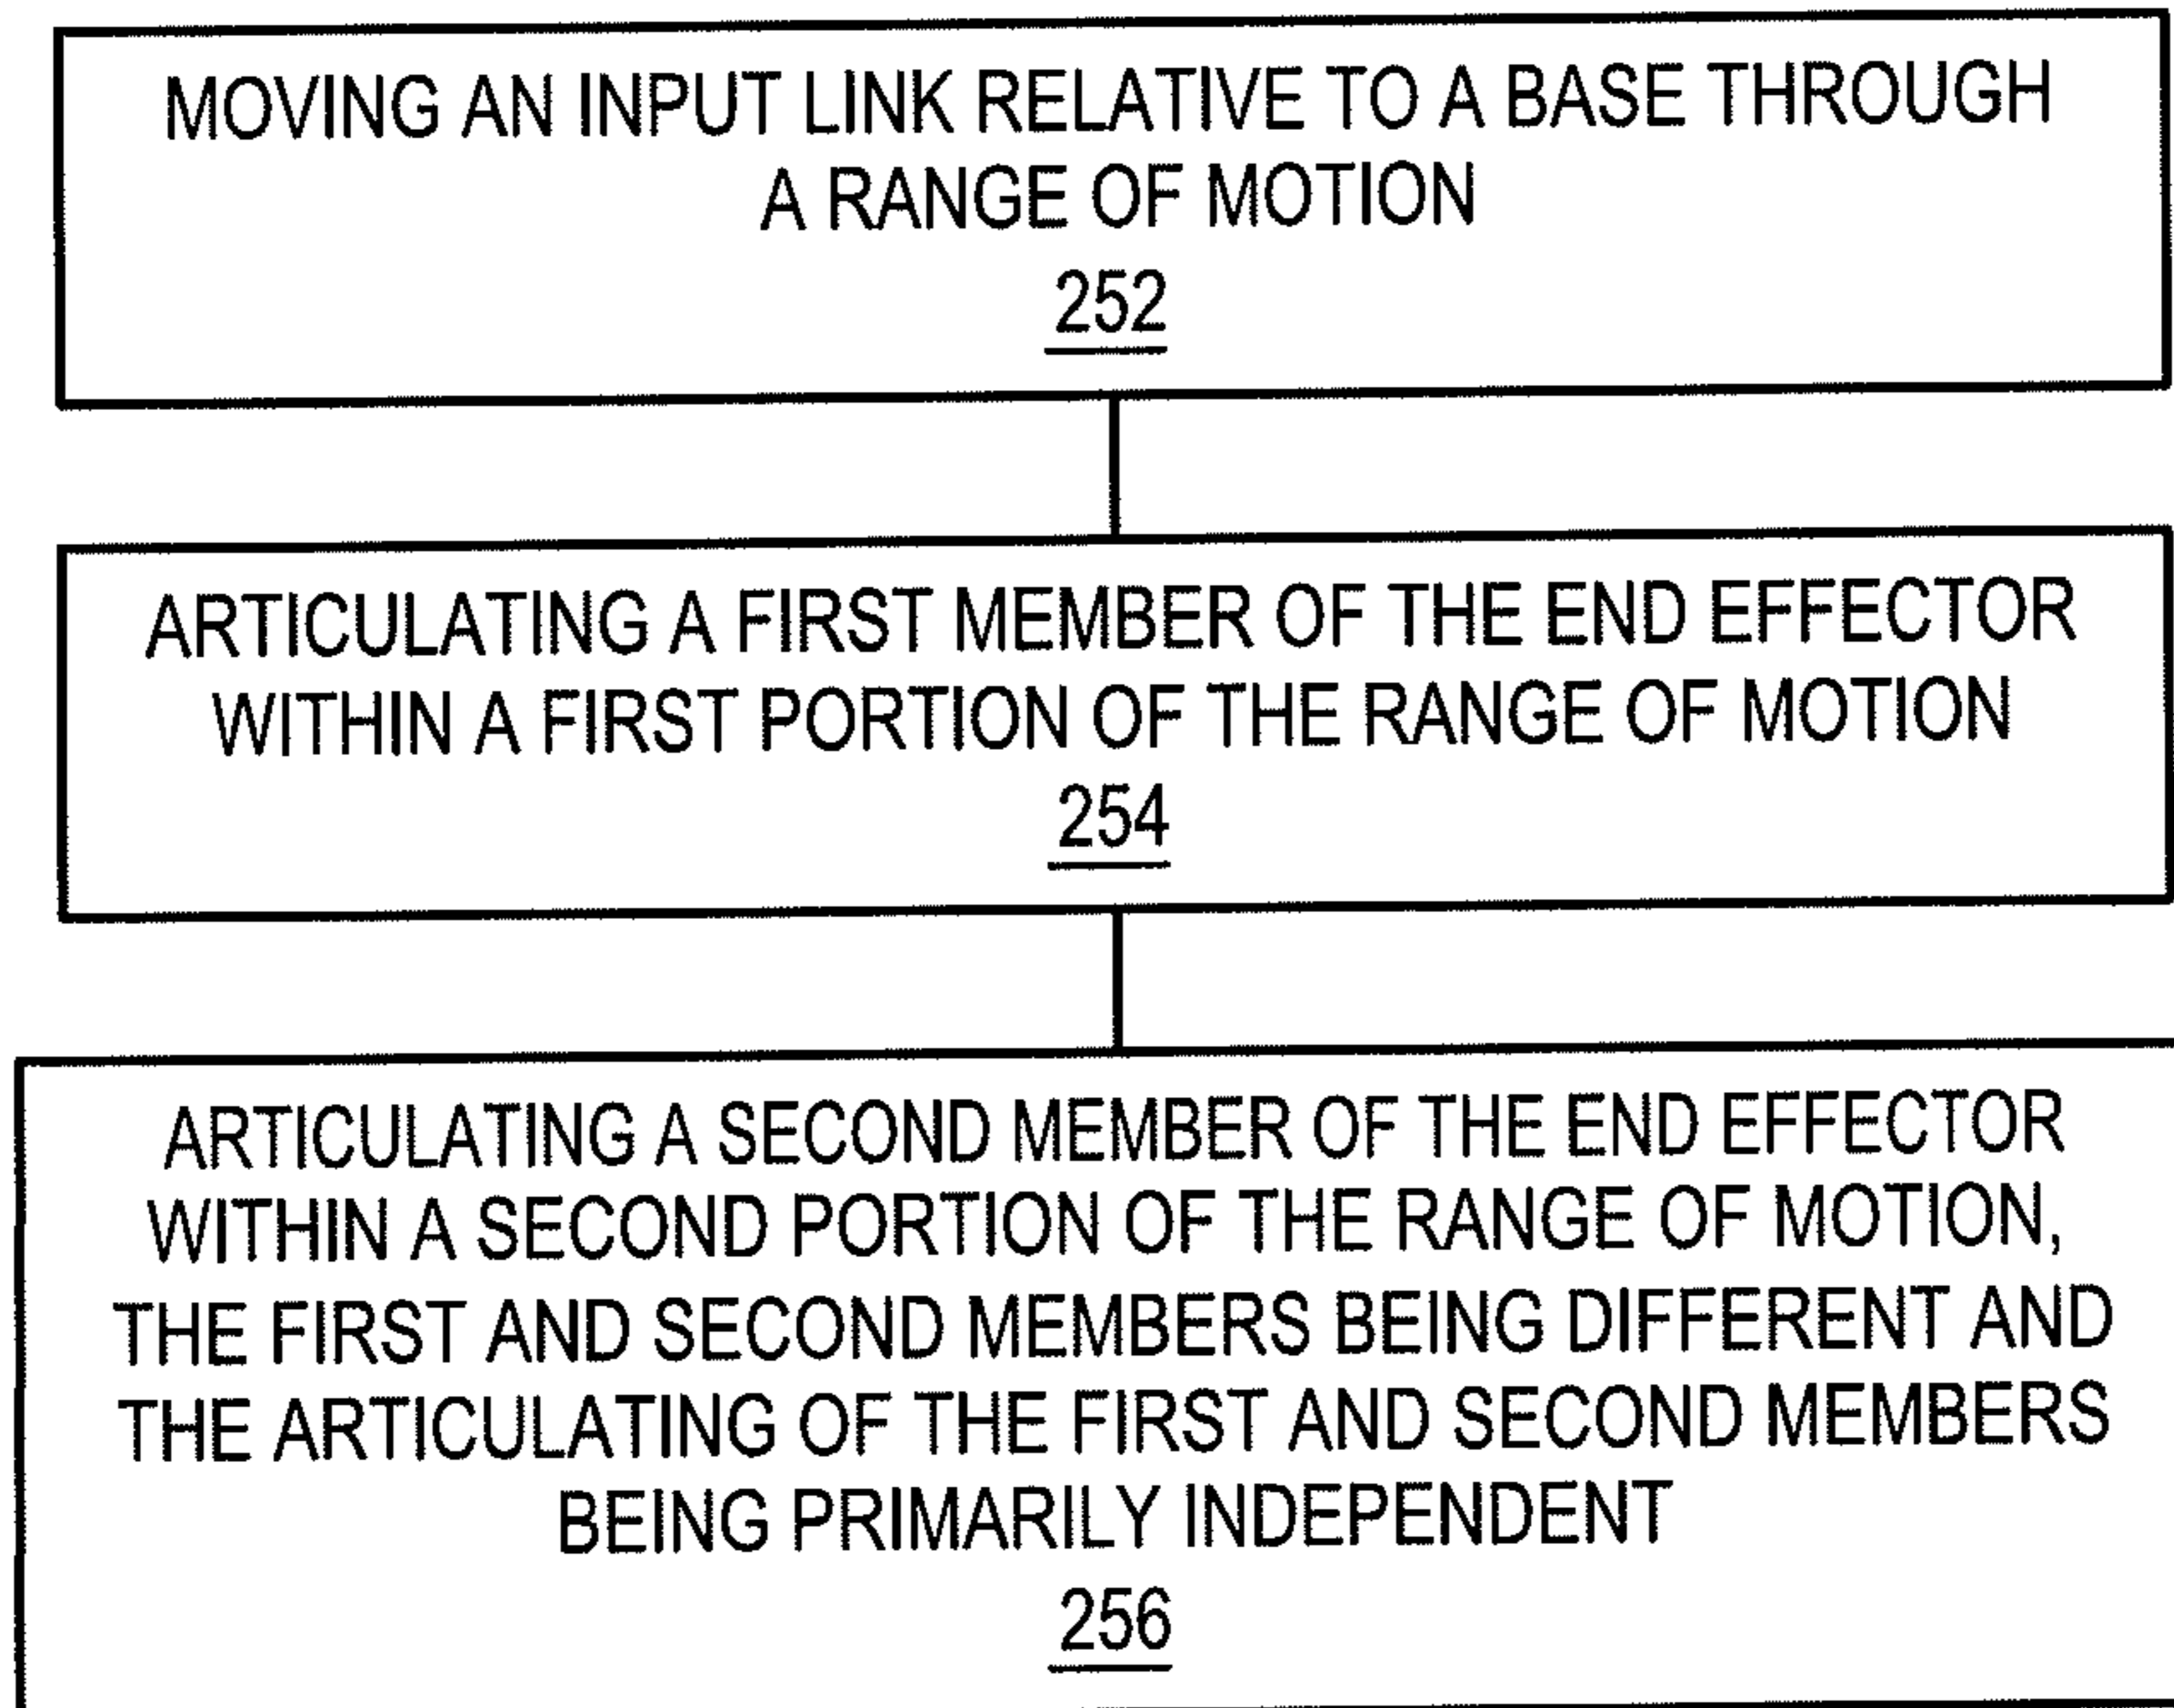 MOVING AN INPUT LINK RELATIVE TO A BASE THROUGH
A RANGE OF MOTION
252
ARTICULATING A FIRST MEMBER OF THE END EFFECTOR
WITHIN A FIRST PORTION OF THE RANGE OF MOTION
254
ARTICULATING A SECOND MEMBER OF THE END EFFECTOR
WITHIN A SECOND PORTION OF THE RANGE OF MOTION,
THE FIRST AND SECOND MEMBERS BEING DIFFERENT AND
THE ARTICULATING OF THE FIRST AND SECOND MEMBERS
BEING PRIMARILY INDEPENDENT
256